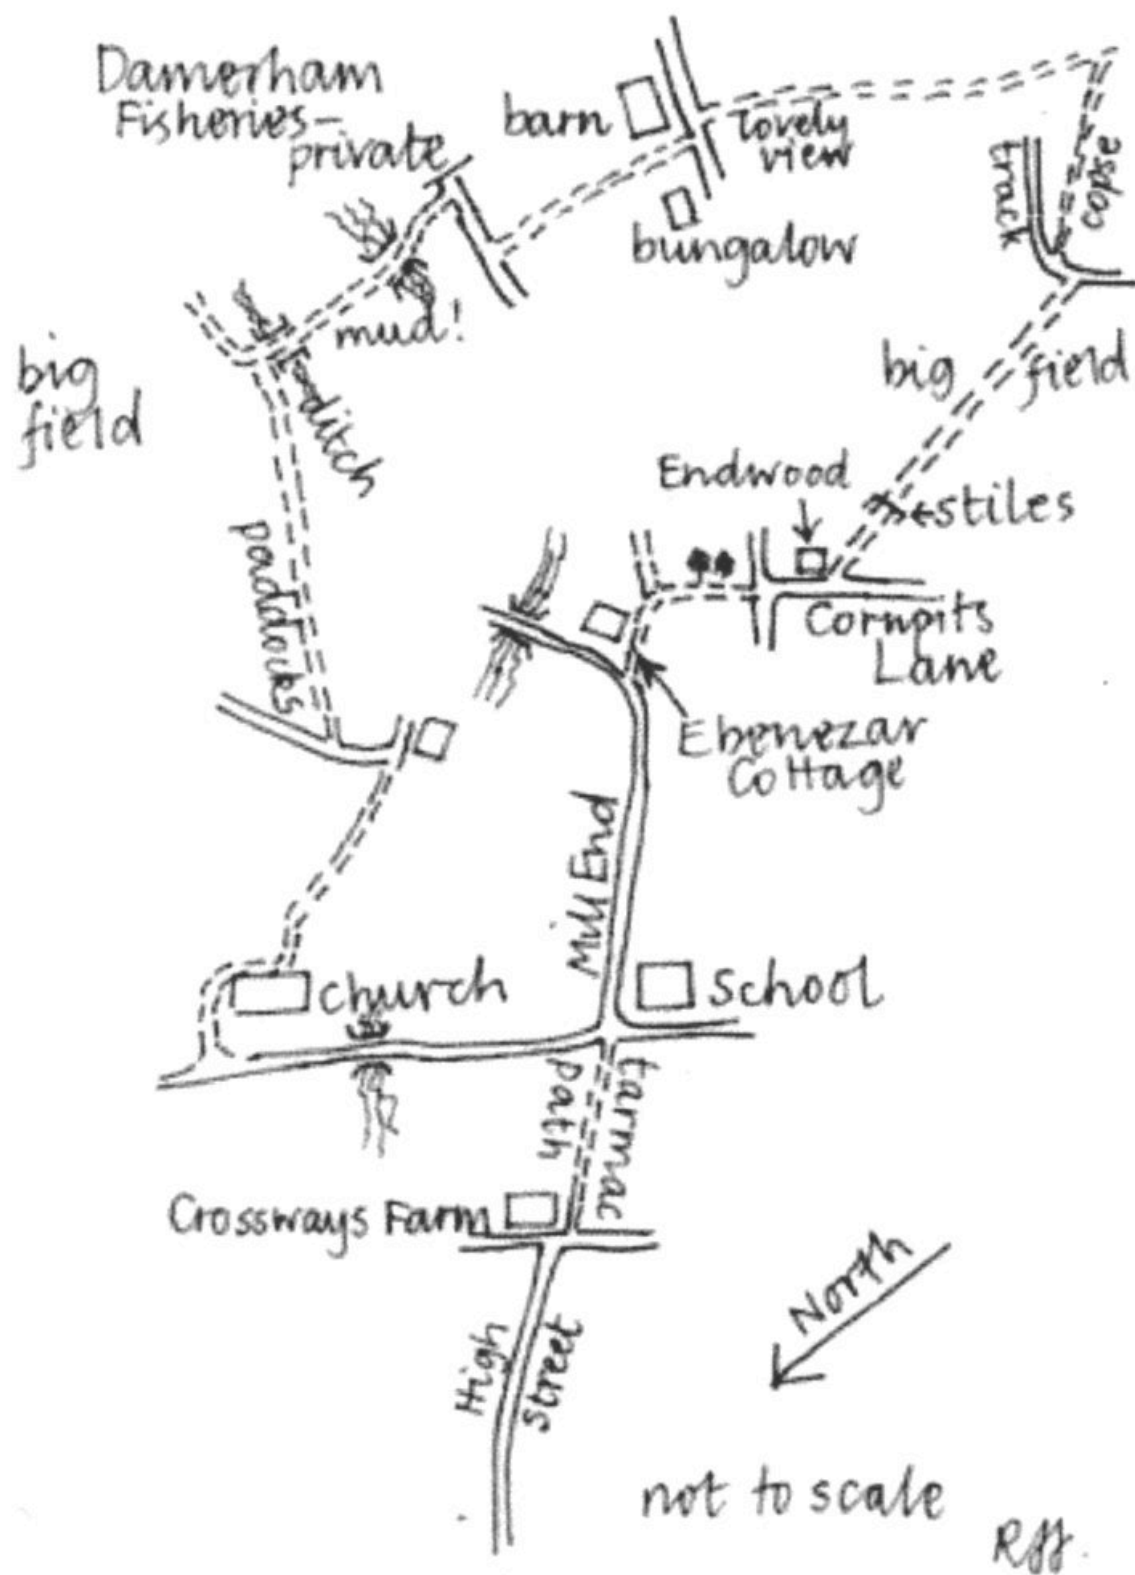 Damerham
Fisheries-
private
barn
lovely
view
track
copse
bungalow
mud!
big
field
ditch
big field
Endwood
stiles
paddocks
Cornpits
Lane
Ebenezar
Cottage
Mill End
church
School
tarmac
path
Crossways Farm
High
street
North
not to scale